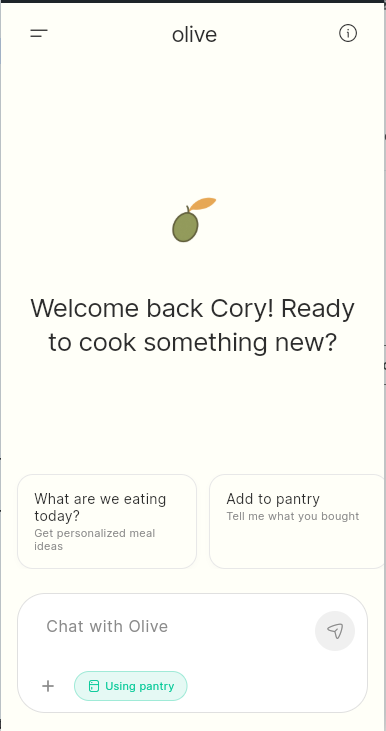 olive
Welcome back Cory! Ready
to cook something new?
What are we eating
today?
Get personalized meal
ideas
Add to pantry
Tell me what you bought
Chat with Olive
Using pantry